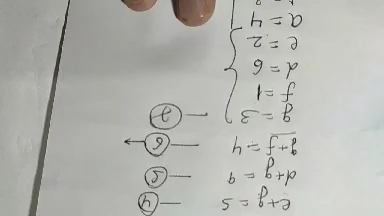 e+g = 5 — 4
d+g = 9 — 5
g+f = 4 — 6 →
g = 3 — 7
f = 1
d = 6
e = 2
a = 4